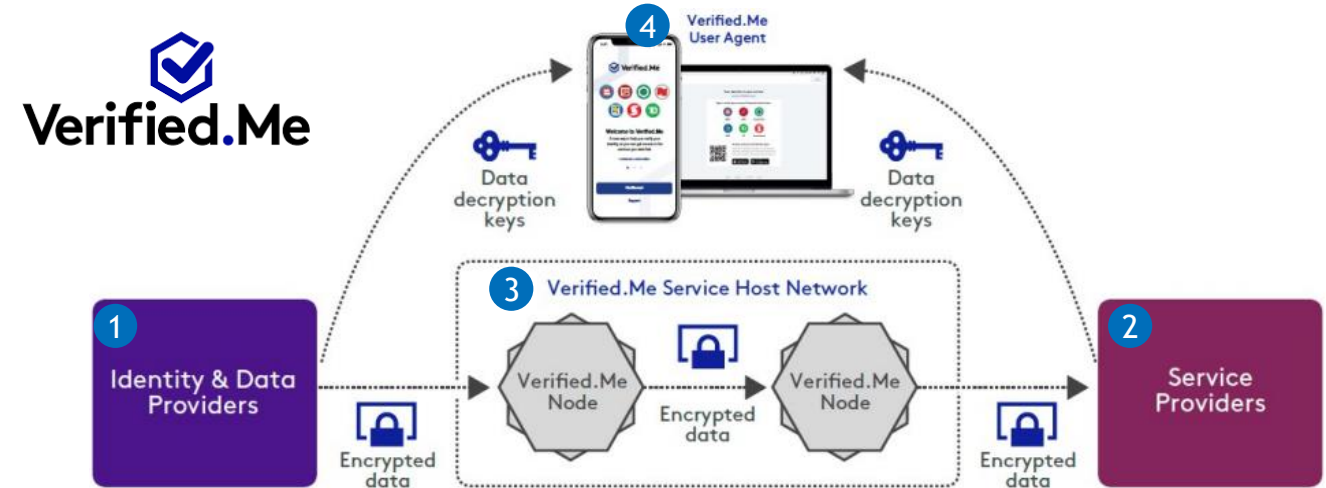 Verified.Me
4
Verified.Me
User Agent
Verified.Me
Welcome to Verified.Me
Data
decryption
keys
Data
decryption
keys
3
Verified.Me Service Host Network
1
Identity & Data
Providers
Verified.Me
Node
Verified.Me
Node
2
Service
Providers
Encrypted
data
Encrypted
data
Encrypted
data